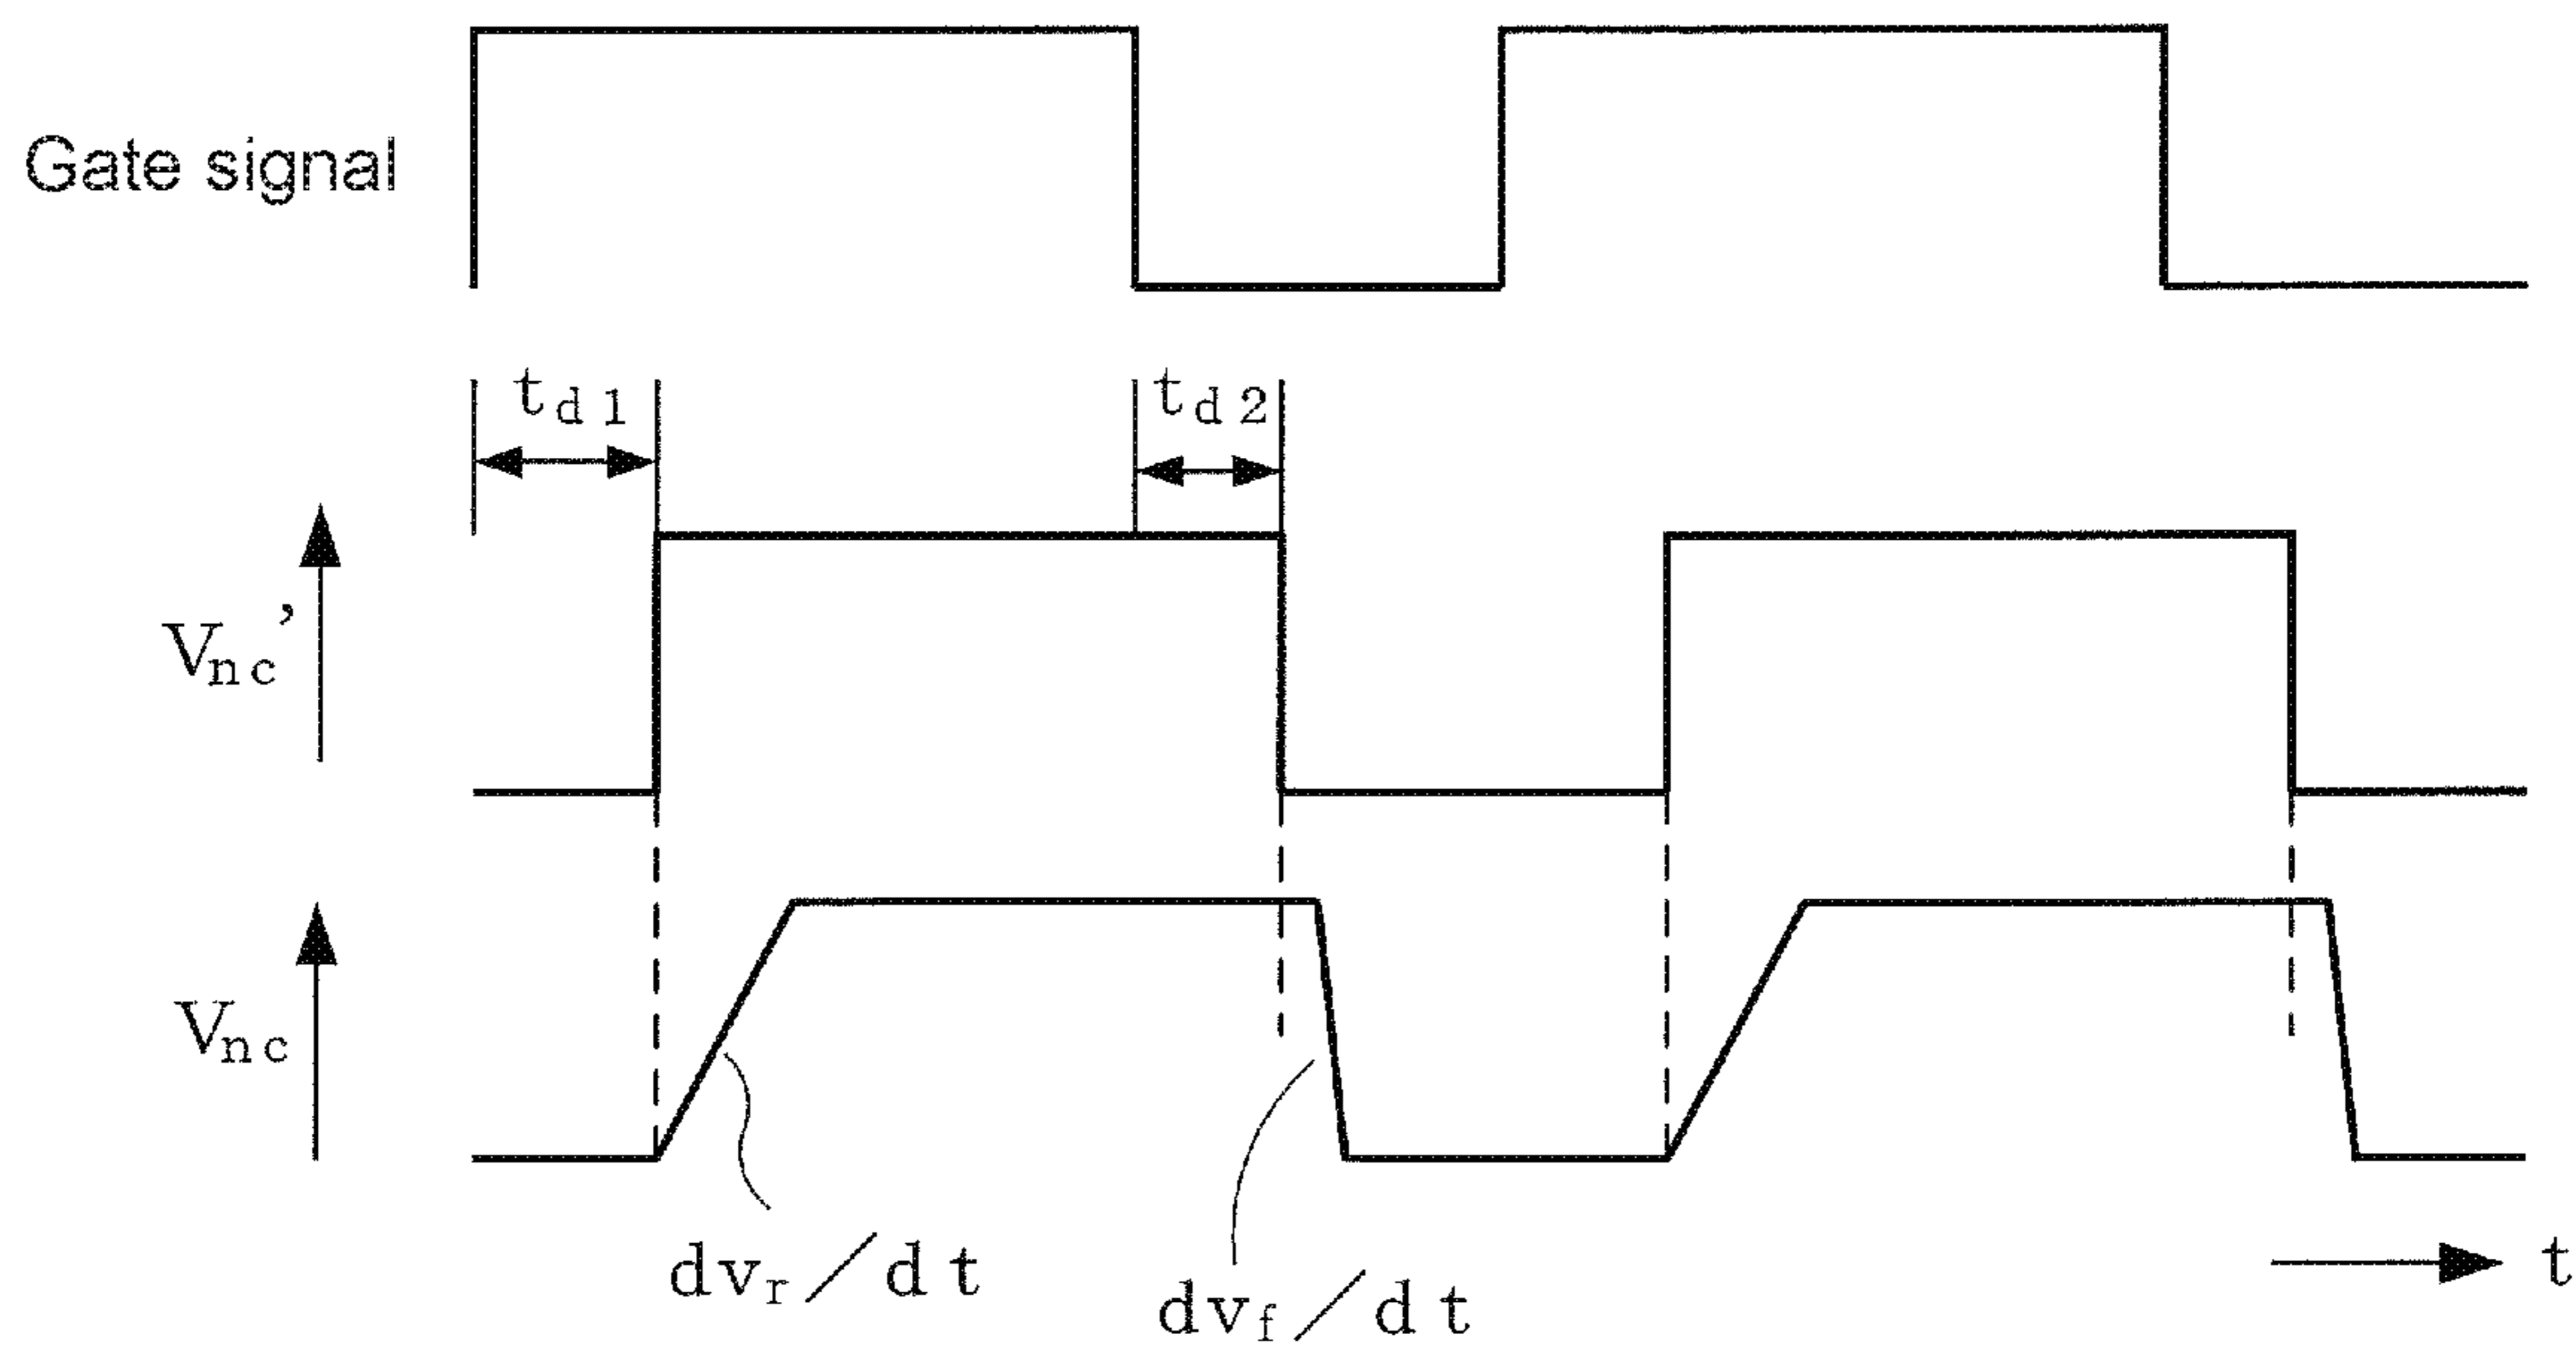 Gate signal
td1
td2
Vnc'
Vnc
dvr/dt
dvf/dt
t